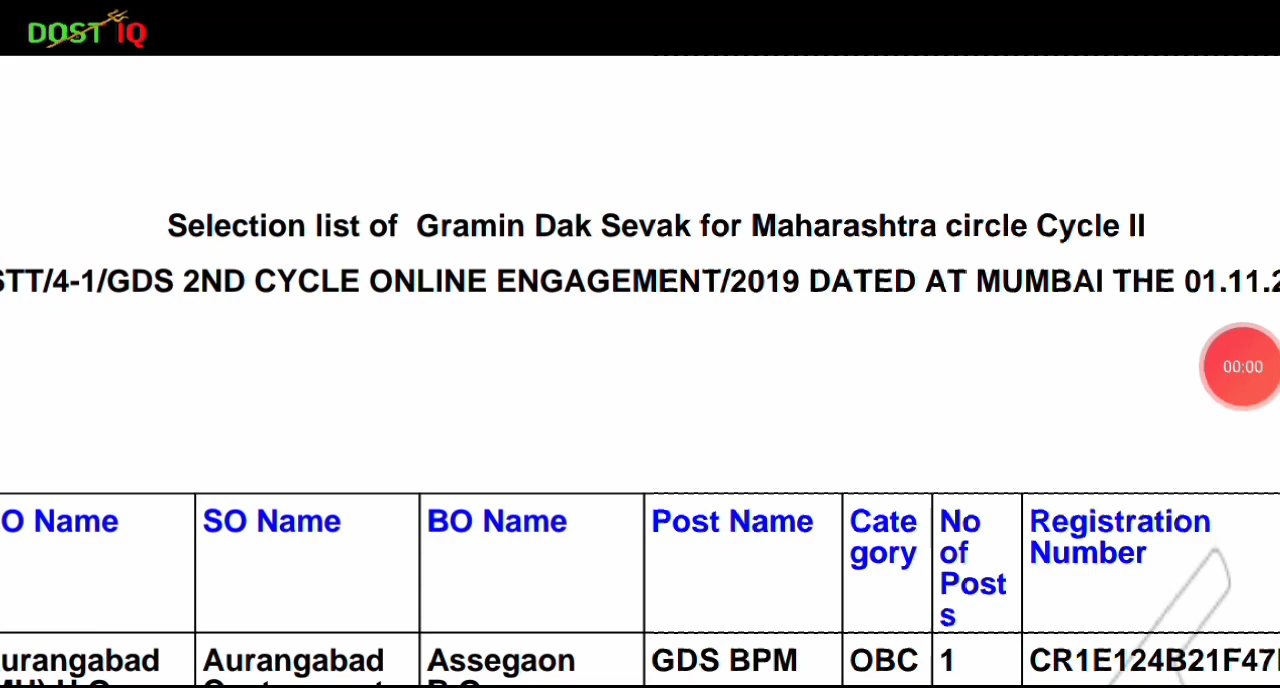 DOST IQ
Selection list of Gramin Dak Sevak for Maharashtra circle Cycle II
STT/4-1/GDS 2ND CYCLE ONLINE ENGAGEMENT/2019 DATED AT MUMBAI THE 01.11.2
00:00
O Name SO Name BO Name Post Name Cate No Registration
gory of Number
Post
s
urangabad Aurangabad Assegaon GDS BPM OBC 1 CR1E124B21F47